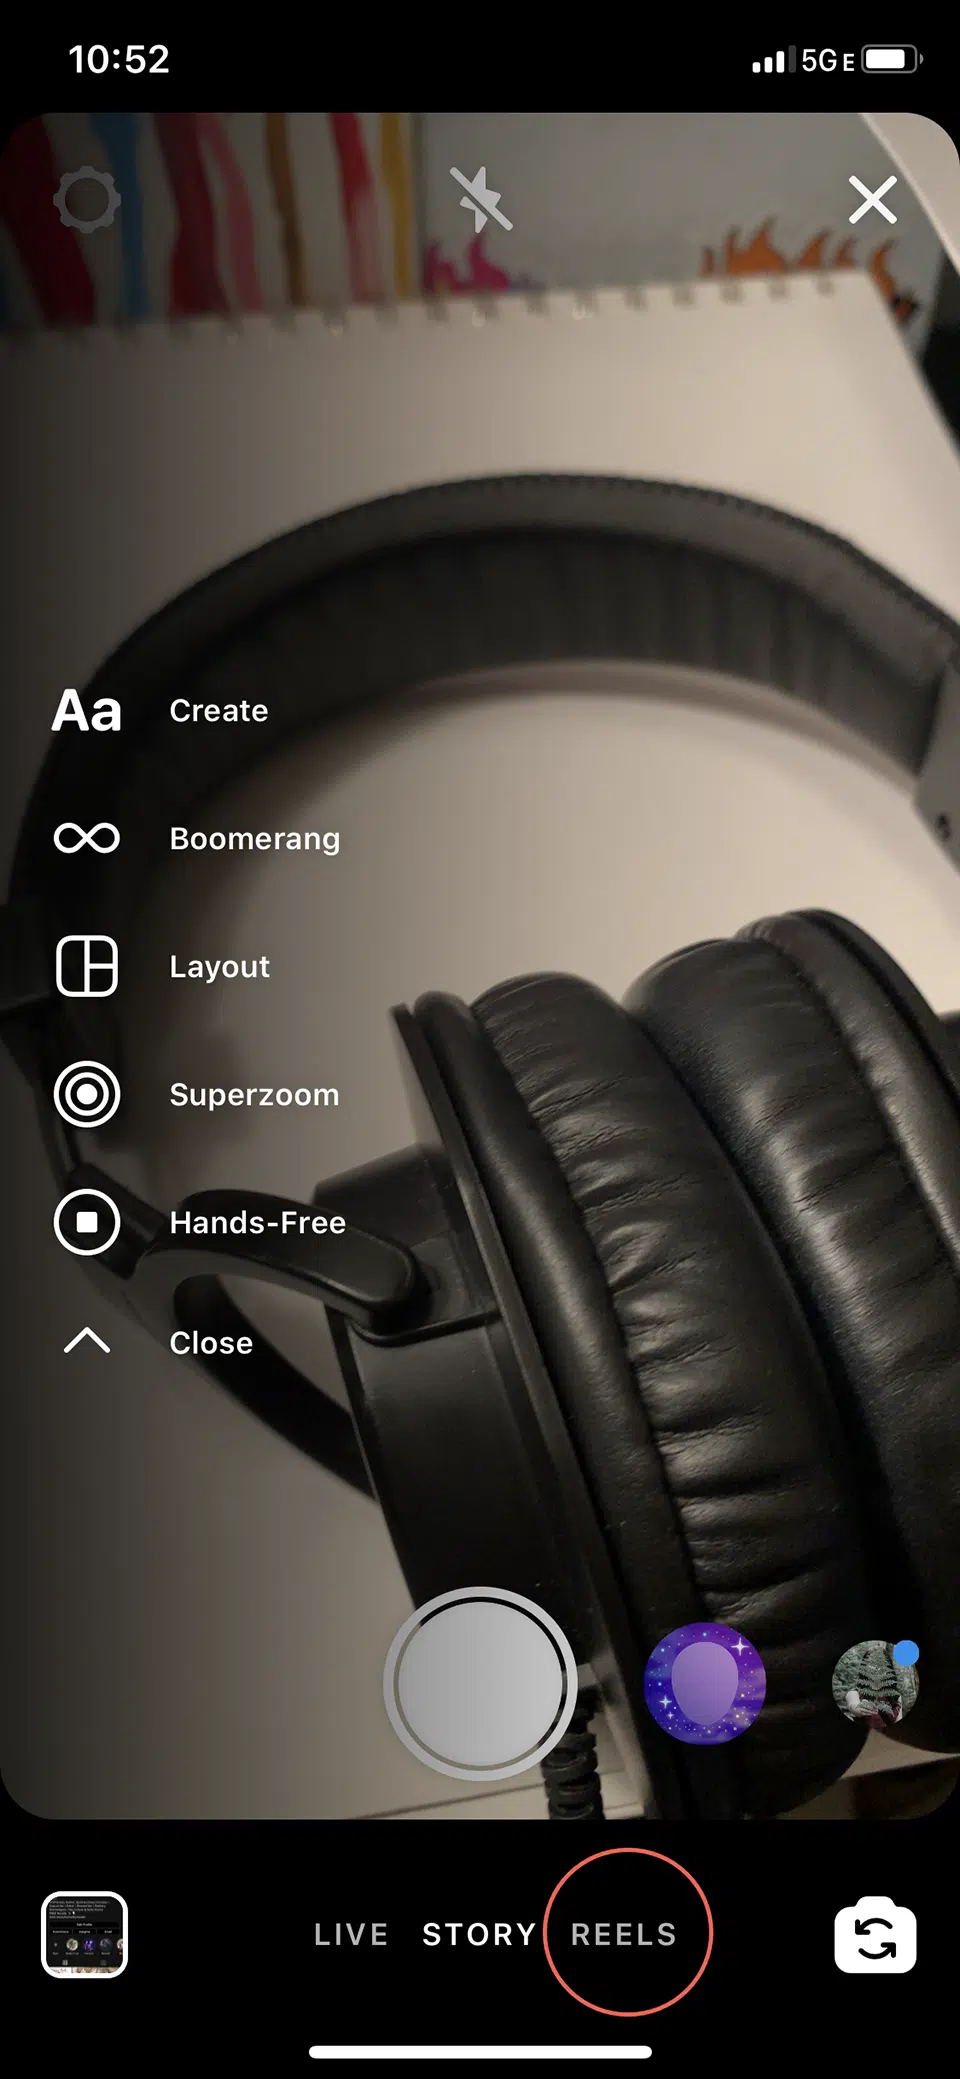 10:52
5G E
Aa Create
Boomerang
Layout
Superzoom
Hands-Free
Close
LIVE STORY REELS